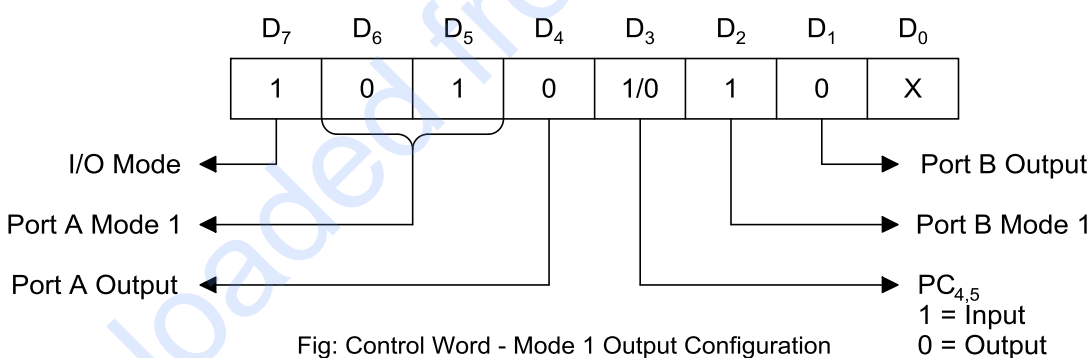 D7 D6 D5 D4 D3 D2 D1 D0
1 0 1 0 1/0 1 0 X
I/O Mode
Port B Output
Port A Mode 1
Port B Mode 1
Port A Output
PC4,5
1 = Input
0 = Output
Fig: Control Word - Mode 1 Output Configuration
loaded from